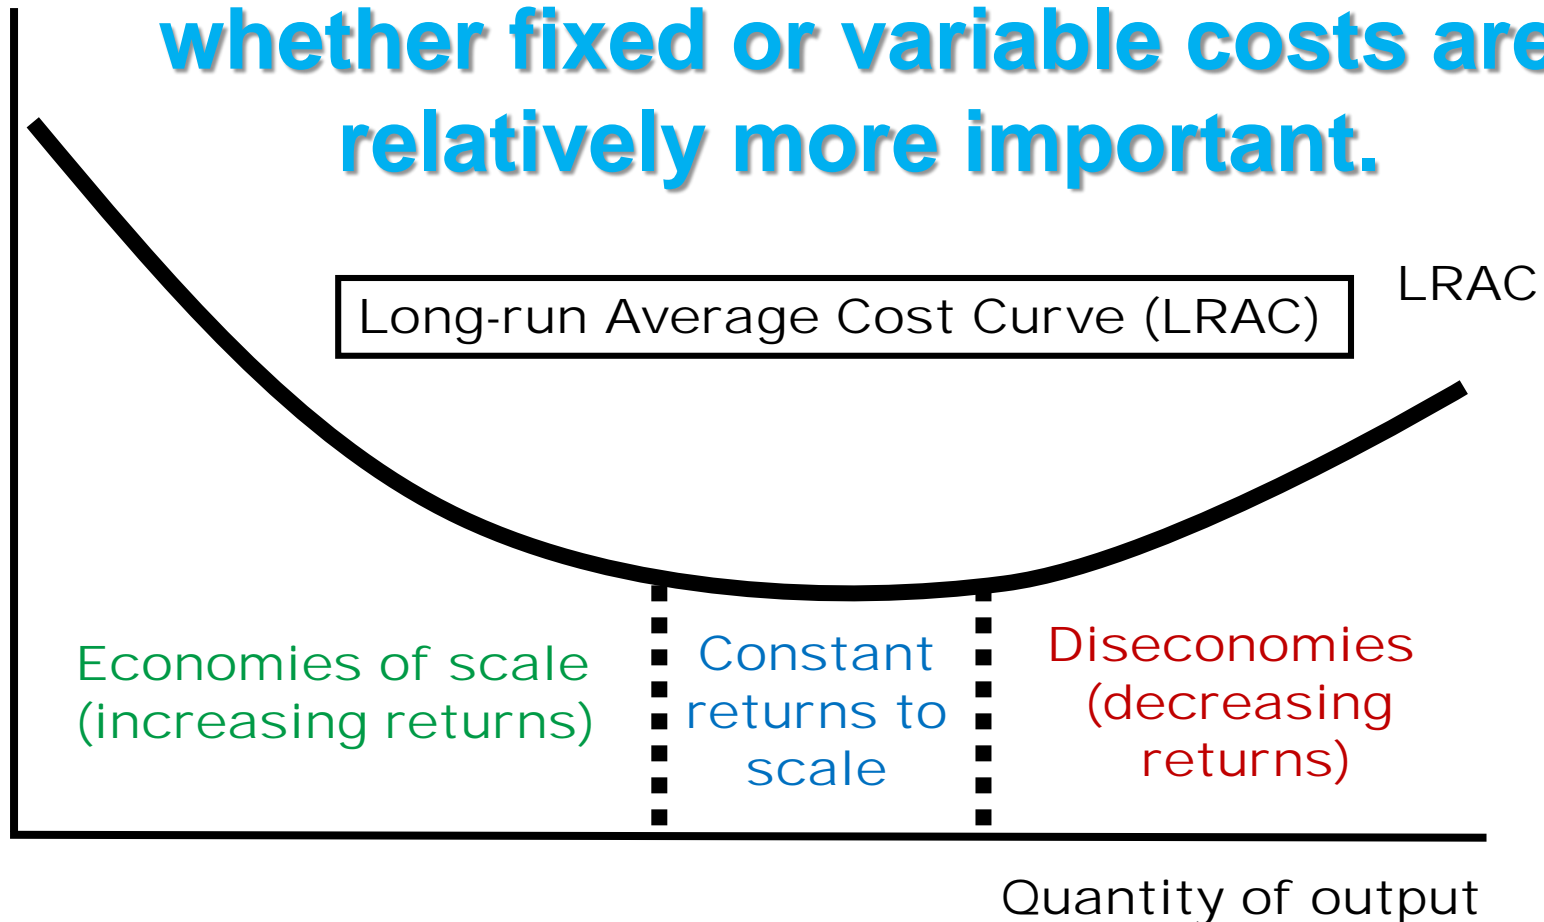 whether fixed or variable costs are
relatively more important.
LRAC
Long-run Average Cost Curve (LRAC)
Economies of scale
(increasing returns)
Constant
returns to
scale
Diseconomies
(decreasing
returns)
Quantity of output